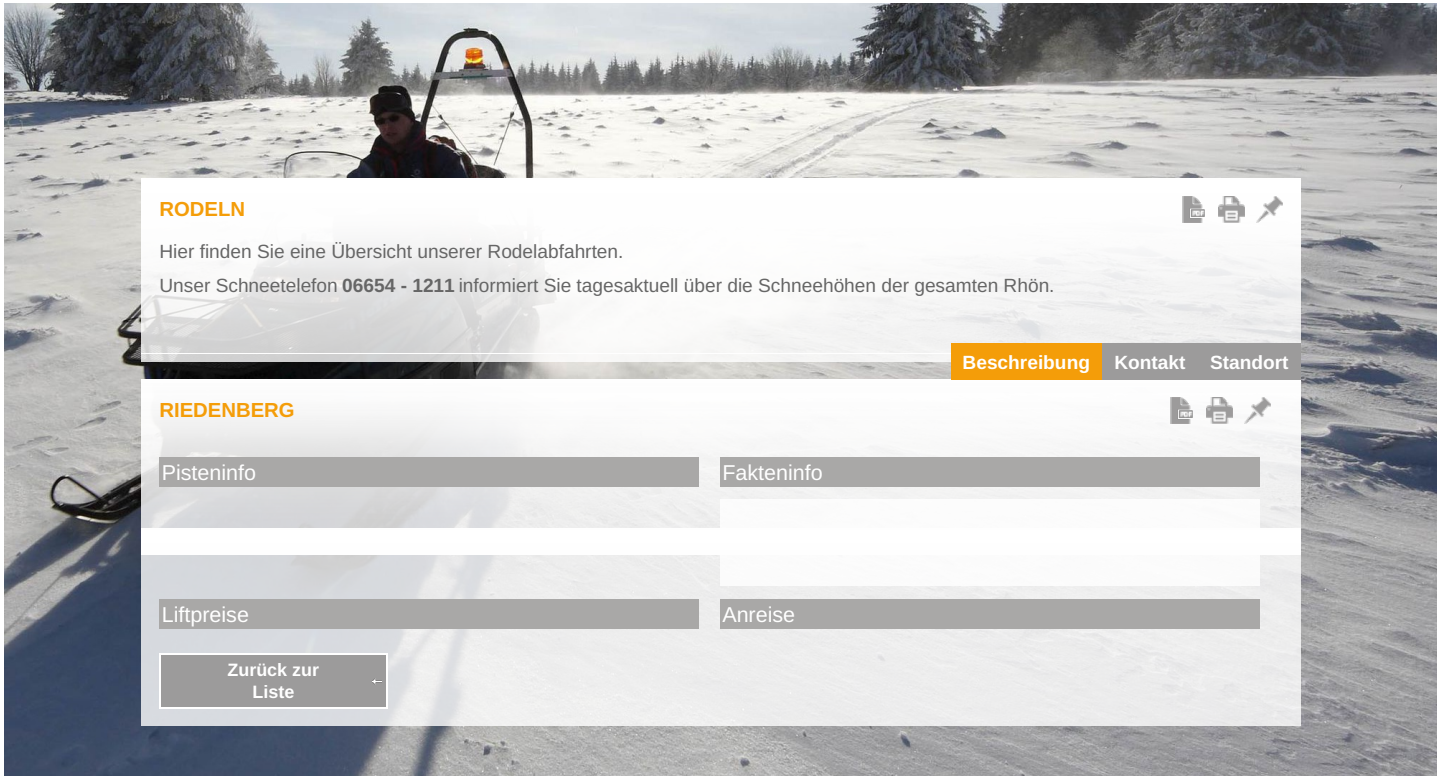 RODELN
Hier finden Sie eine Übersicht unserer Rodelabfahrten.
Unser Schneetelefon 06654 - 1211 informiert Sie tagesaktuell über die Schneehöhen der gesamten Rhön.
Beschreibung Kontakt Standort
RIEDENBERG
Pisteninfo
Fakteninfo
Liftpreise
Anreise
Zurück zur
Liste